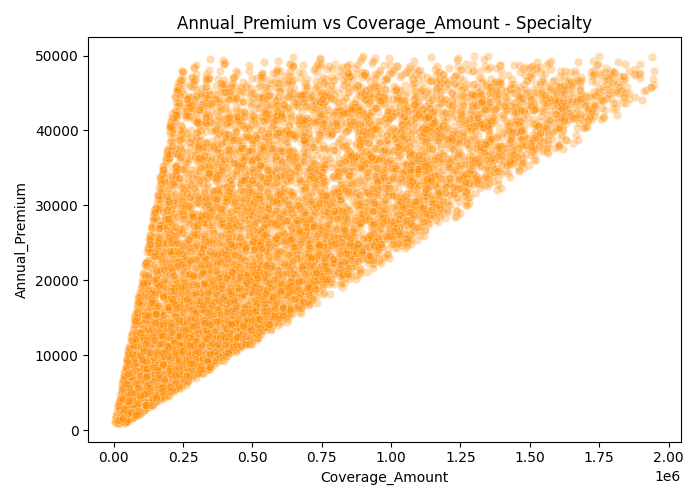 Annual_Premium vs Coverage_Amount - Specialty
50000
40000
30000
20000
10000
0
Annual_Premium
0.00 0.25 0.50 0.75 1.00 1.25 1.50 1.75 2.00
1e6
Coverage_Amount